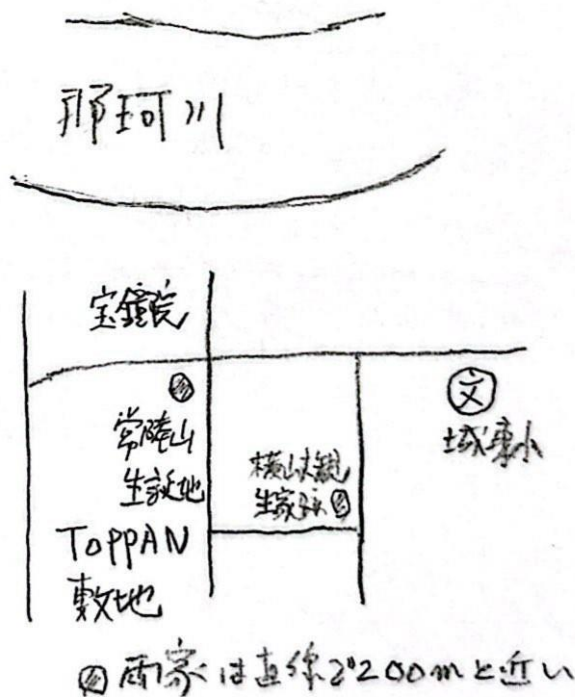 那珂川
宝鏡院
常陸山
生誕地
TOPPAN
敷地
横山大観
生家跡
文
城東小
両家は直線で200mと近い